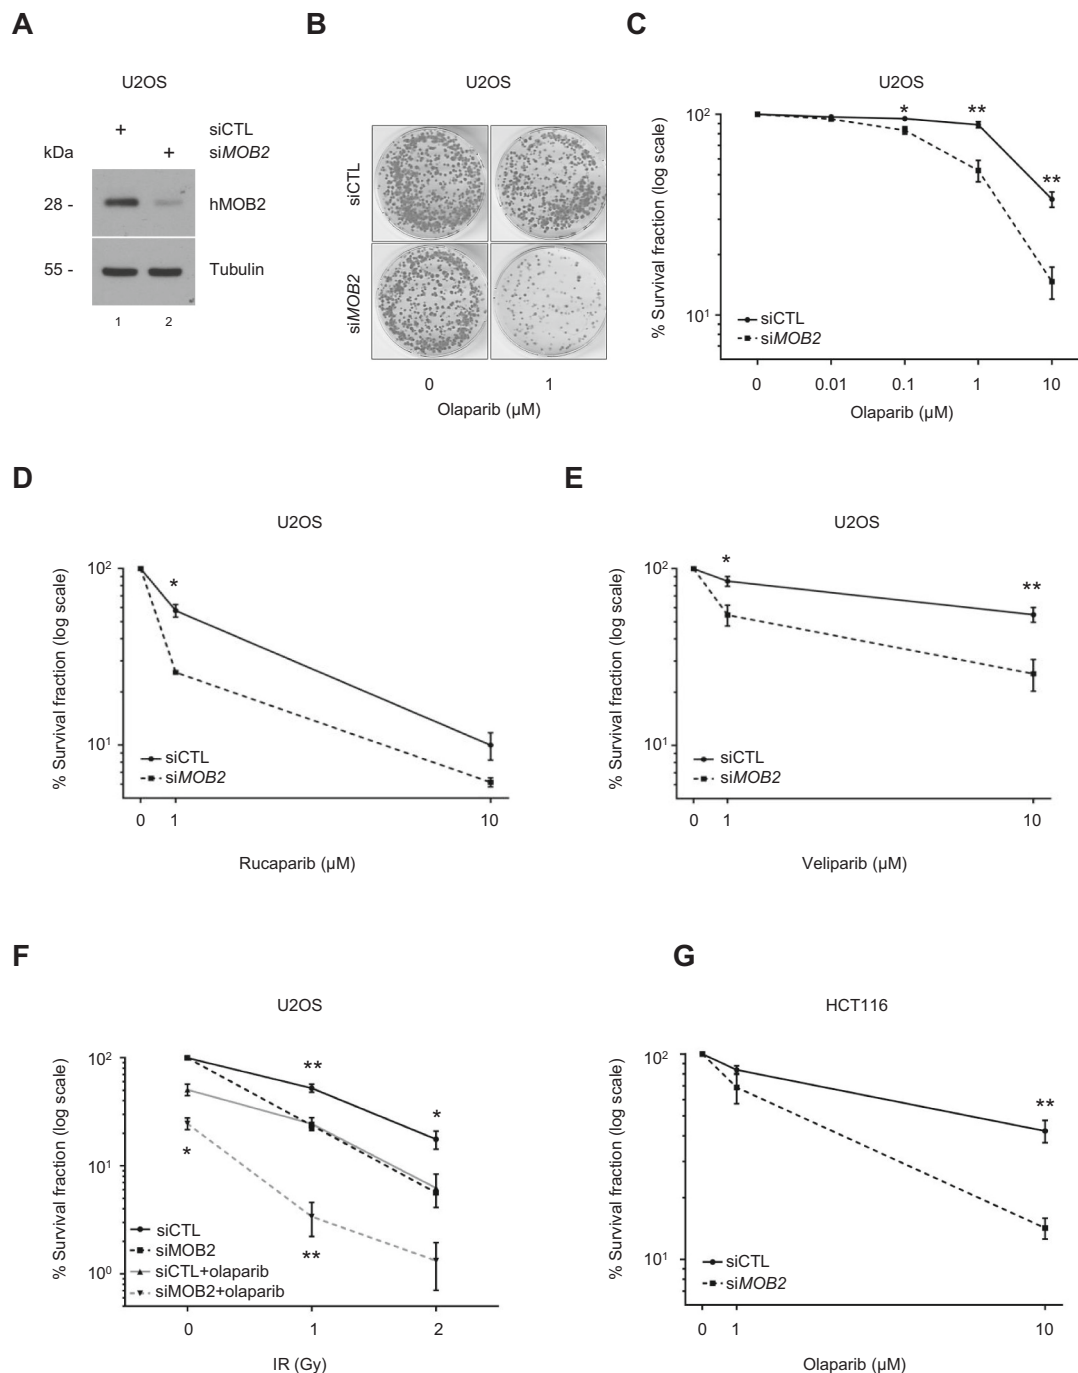 A
U2OS
+ siCTL
kDa + siMOB2
28 - hMOB2
55 - Tubulin
1 2
B
U2OS
siCTL
siMOB2
0 1
Olaparib (µM)
C
U2OS
% Survival fraction (log scale)
10²
10¹
* ** **
siCTL
siMOB2
0 0.01 0.1 1 10
Olaparib (µM)
D
U2OS
% Survival fraction (log scale)
10²
10¹
*
siCTL
siMOB2
0 1 10
Rucaparib (µM)
E
U2OS
% Survival fraction (log scale)
10²
10¹
* **
siCTL
siMOB2
0 1 10
Veliparib (µM)
F
U2OS
% Survival fraction (log scale)
10²
10¹
10⁰
** *
* **
siCTL
siMOB2
siCTL+olaparib
siMOB2+olaparib
0 1 2
IR (Gy)
G
HCT116
% Survival fraction (log scale)
10²
10¹
**
siCTL
siMOB2
0 1 10
Olaparib (µM)